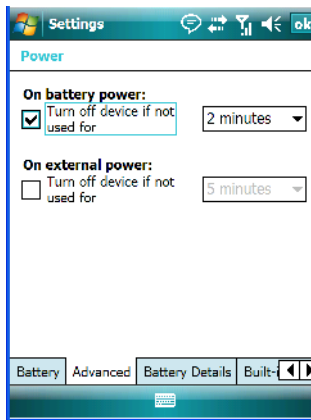 Settings
ok
Power
On battery power:
Turn off device if not
used for
2 minutes
On external power:
Turn off device if not
used for
5 minutes
Battery Advanced Battery Details Built-i